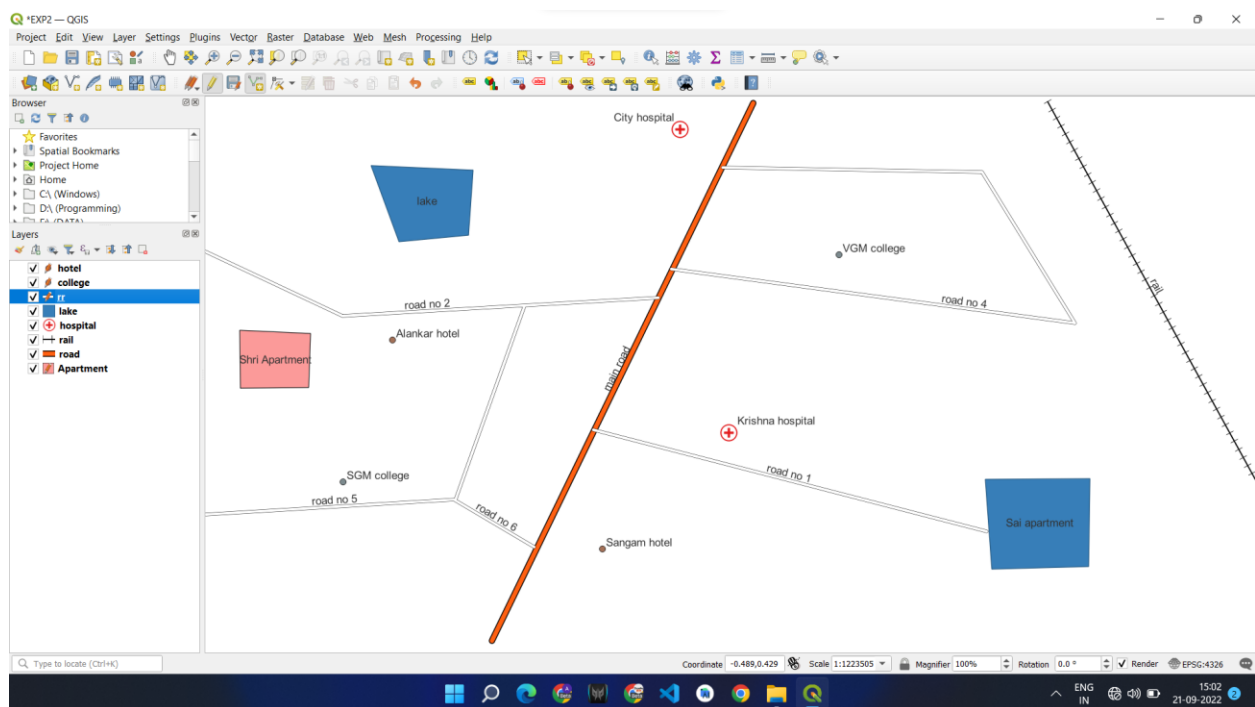 *EXP2 — QGIS
Project Edit View Layer Settings Plugins Vector Raster Database Web Mesh Processing Help
Browser
Favorites
Spatial Bookmarks
Project Home
Home
C:\ (Windows)
D:\ (Programming)
E:\ (DATA)
Layers
hotel
college
rr
lake
hospital
rail
road
Apartment
City hospital
lake
VGM college
rail
road no 2
road no 4
Alankar hotel
Shri Apartment
main road
Krishna hospital
road no 1
SGM college
road no 5
road no 6
Sai apartment
Sangam hotel
Type to locate (Ctrl+K)
Coordinate -0.489,0.429 Scale 1:1223505 Magnifier 100% Rotation 0.0 ° Render EPSG:4326
ENG
IN
15:02
21-09-2022
2